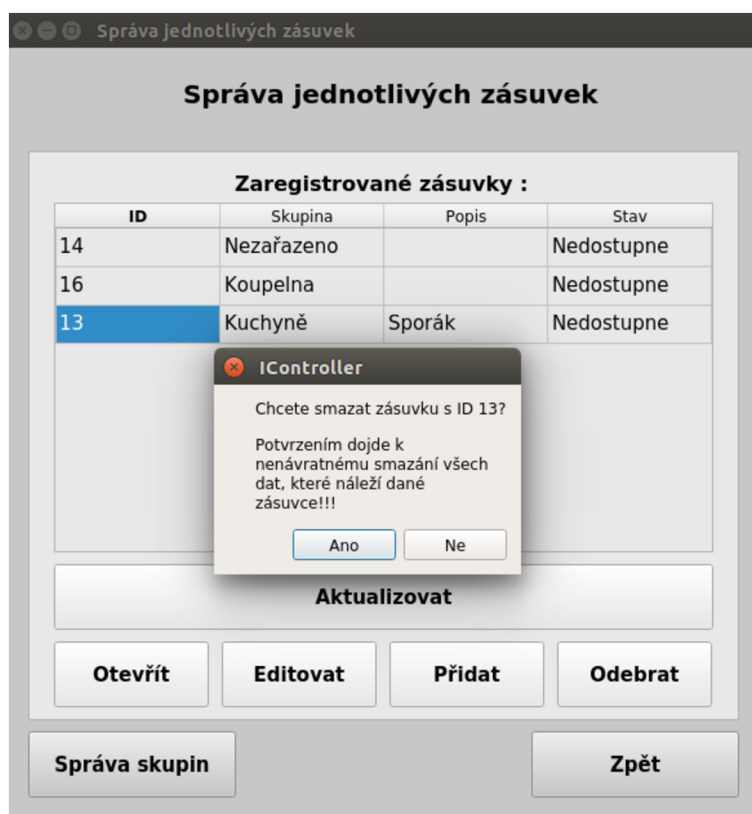 Správa jednotlivých zásuvek
Správa jednotlivých zásuvek
Zaregistrované zásuvky :
ID Skupina Popis Stav
14 Nezařazeno Nedostupne
16 Koupelna Nedostupne
13 Kuchyně Sporák Nedostupne
IController
Chcete smazat zásuvku s ID 13?
Potvrzením dojde k
nenávratnému smazání všech
dat, které náleží dané
zásuvce!!!
Ano Ne
Aktualizovat
Otevřít Editovat Přidat Odebrat
Správa skupin Zpět